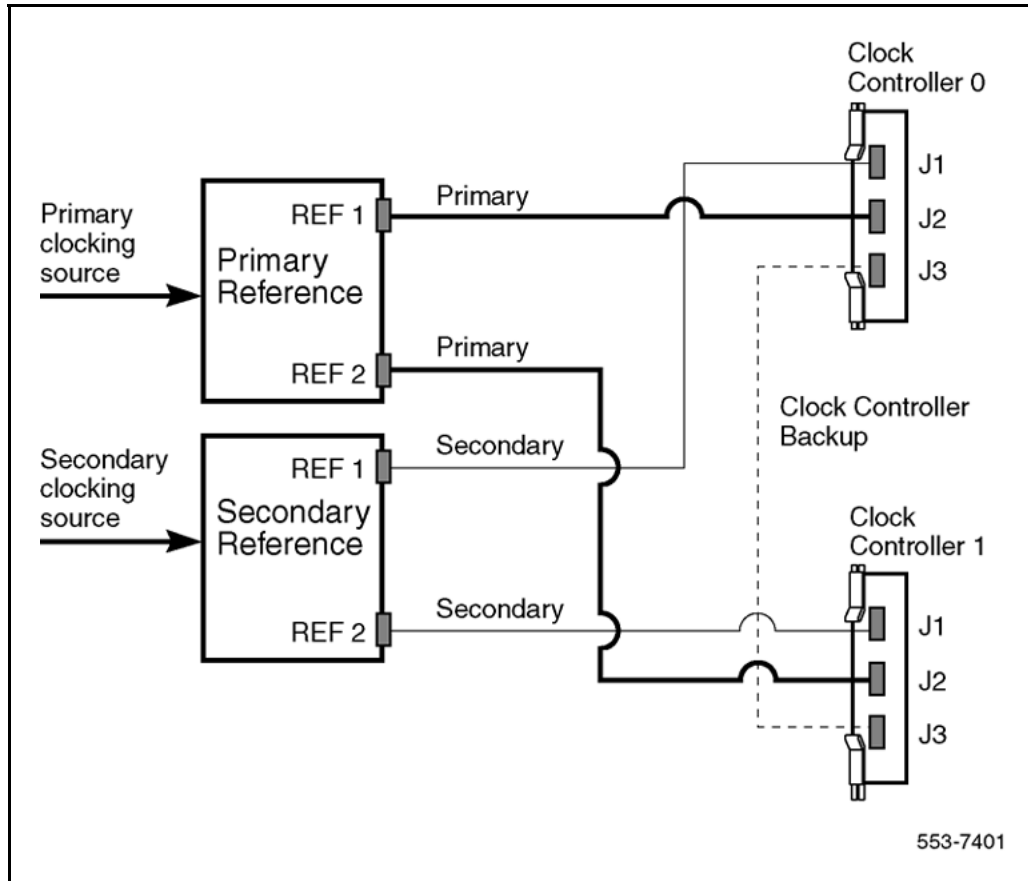 Clock
Controller 0
J1
J2
J3
Primary
clocking
source
REF 1
Primary
Reference
REF 2
Primary
Primary
Secondary
clocking
source
REF 1
Secondary
Reference
REF 2
Secondary
Secondary
Clock Controller
Backup
Clock
Controller 1
J1
J2
J3
553-7401